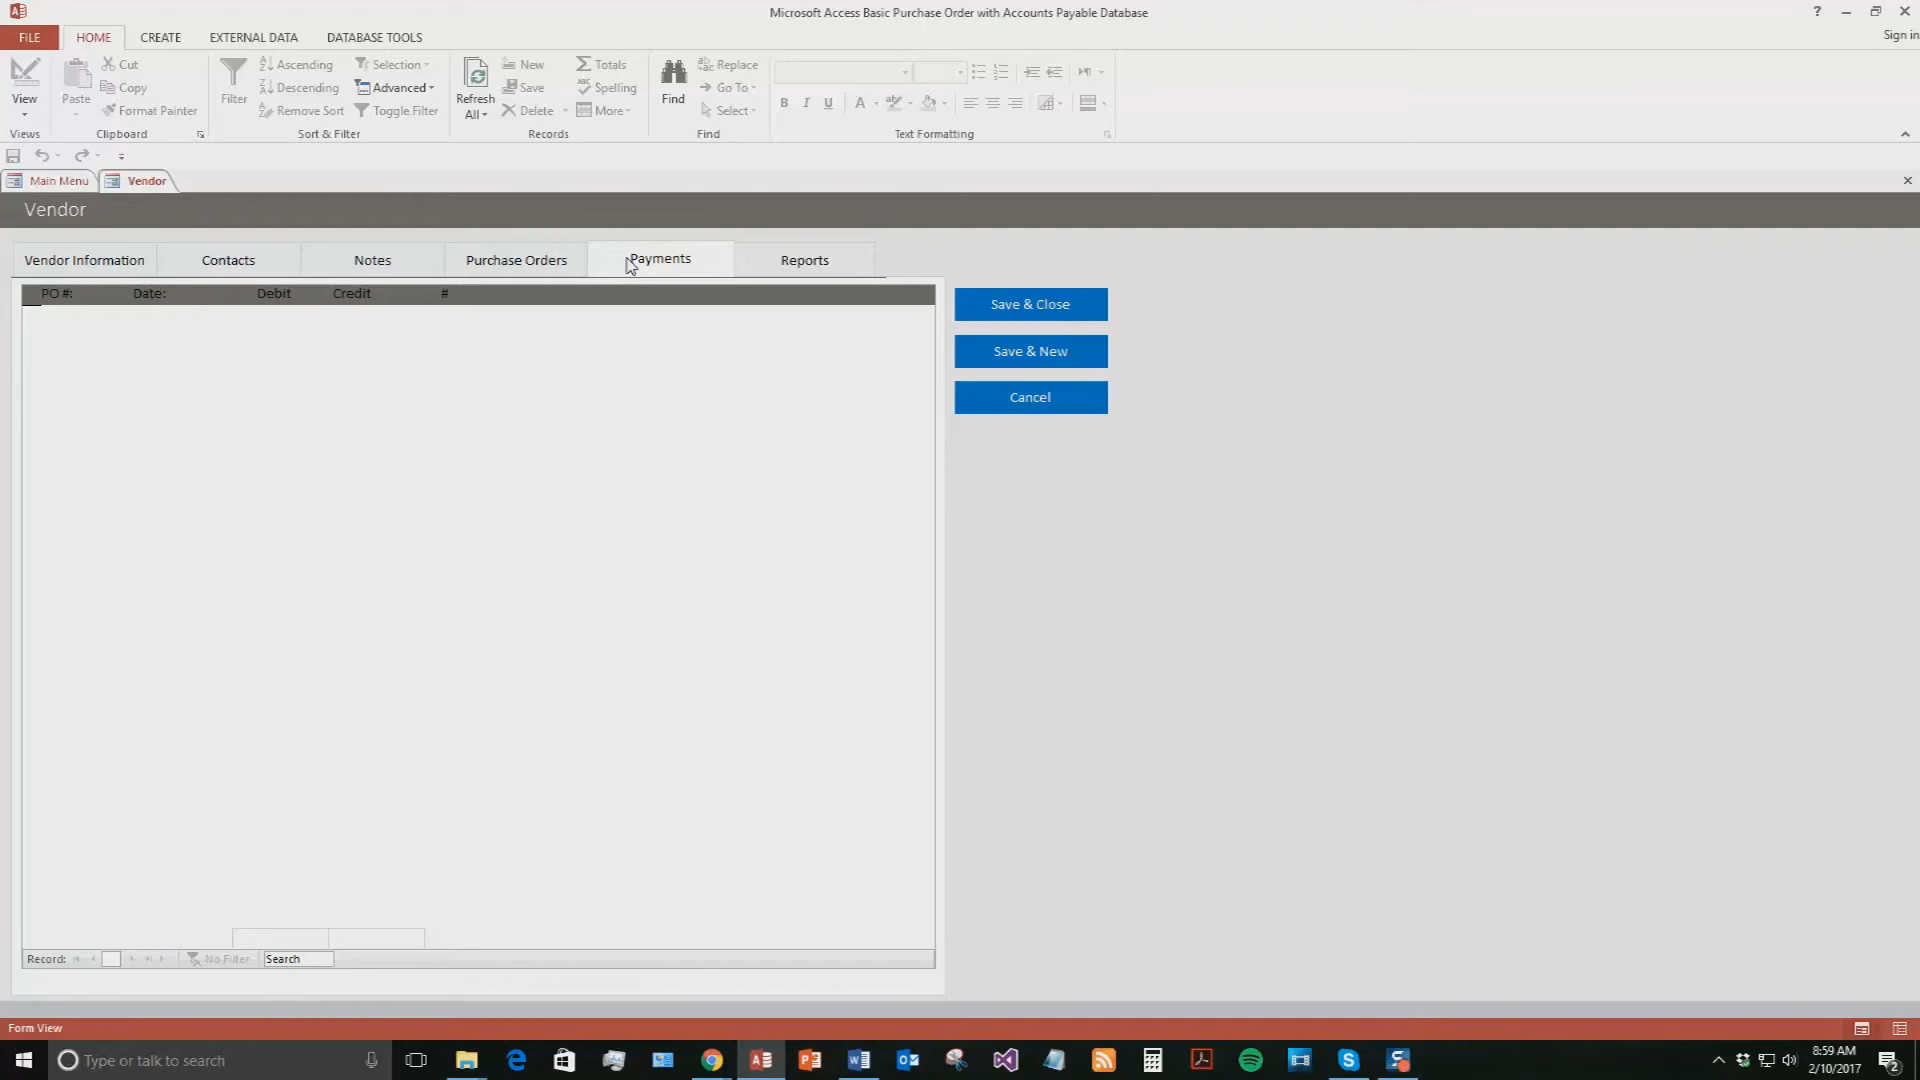 Microsoft Access Basic Purchase Order with Accounts Payable Database
?
Sign in
FILE HOME CREATE EXTERNAL DATA DATABASE TOOLS
View
Views
Paste
Cut
Copy
Format Painter
Clipboard
Filter
Ascending
Descending
Remove Sort
Selection
Advanced
Toggle Filter
Sort & Filter
Refresh
All
New
Save
Delete
Totals
Spelling
More
Records
Find
Replace
Go To
Select
Find
B I U A
Text Formatting
Main Menu Vendor
Vendor
Vendor Information Contacts Notes Purchase Orders Payments Reports
PO #: Date: Debit Credit #
Save & Close
Save & New
Cancel
Record: No Filter Search
Form View
Type or talk to search
8:59 AM
2/10/2017
2